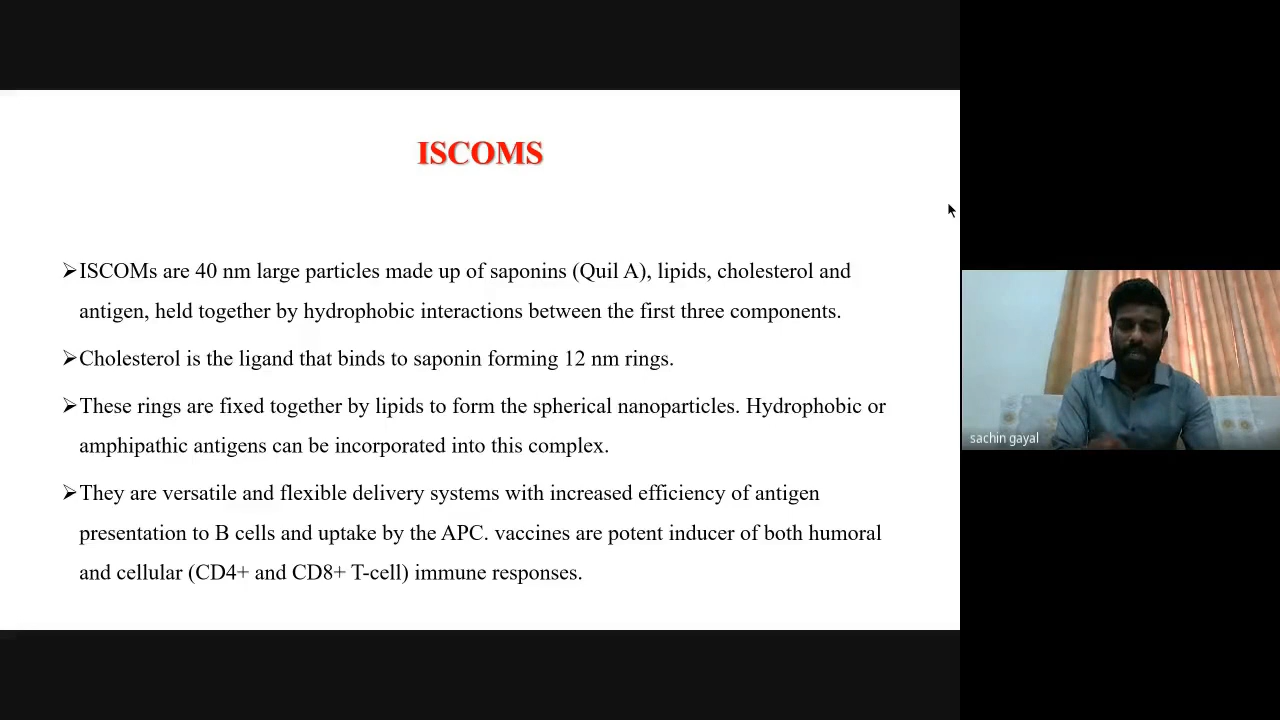 ISCOMS
➢ISCOMs are 40 nm large particles made up of saponins (Quil A), lipids, cholesterol and
antigen, held together by hydrophobic interactions between the first three components.
➢Cholesterol is the ligand that binds to saponin forming 12 nm rings.
➢These rings are fixed together by lipids to form the spherical nanoparticles. Hydrophobic or
amphipathic antigens can be incorporated into this complex.
➢They are versatile and flexible delivery systems with increased efficiency of antigen
presentation to B cells and uptake by the APC. vaccines are potent inducer of both humoral
and cellular (CD4+ and CD8+ T-cell) immune responses.
sachin gayal